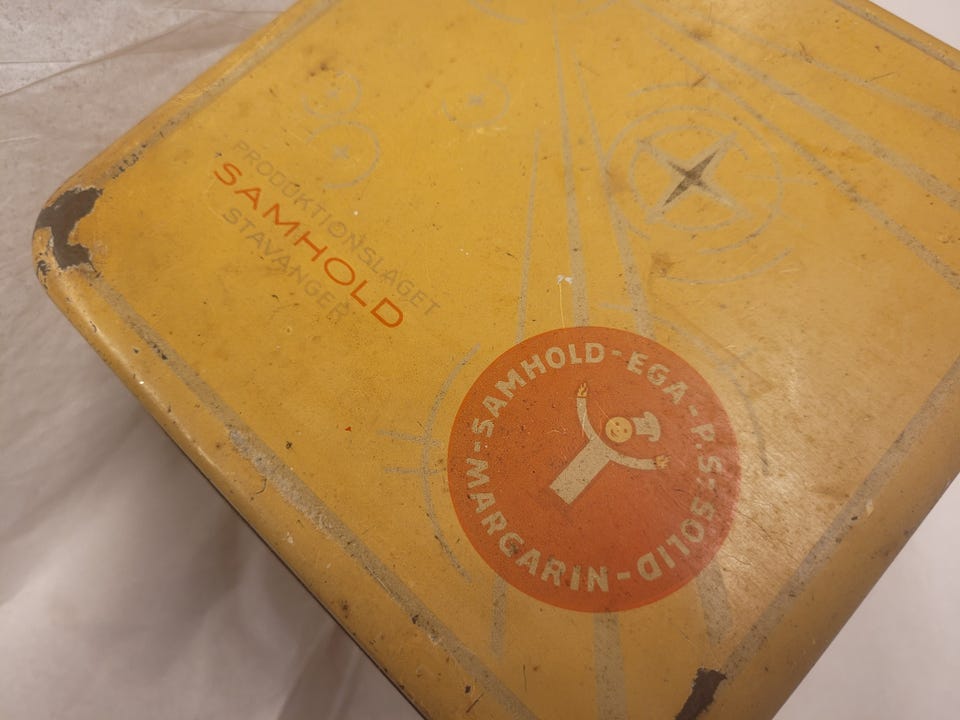 PRODUKTIONSLAGET
SAMHOLD
STAVANGER
SAMHOLD - EGA - P.S. SOLID - MARGARIN -